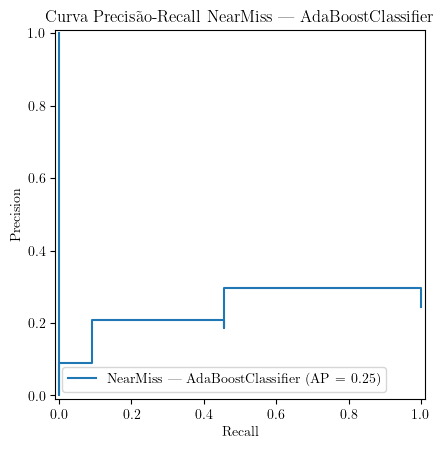 Curva Precisão-Recall NearMiss — AdaBoostClassifier
1.0
0.8
0.6
0.4
0.2
0.0
Precision
NearMiss — AdaBoostClassifier (AP = 0.25)
0.0 0.2 0.4 0.6 0.8 1.0
Recall